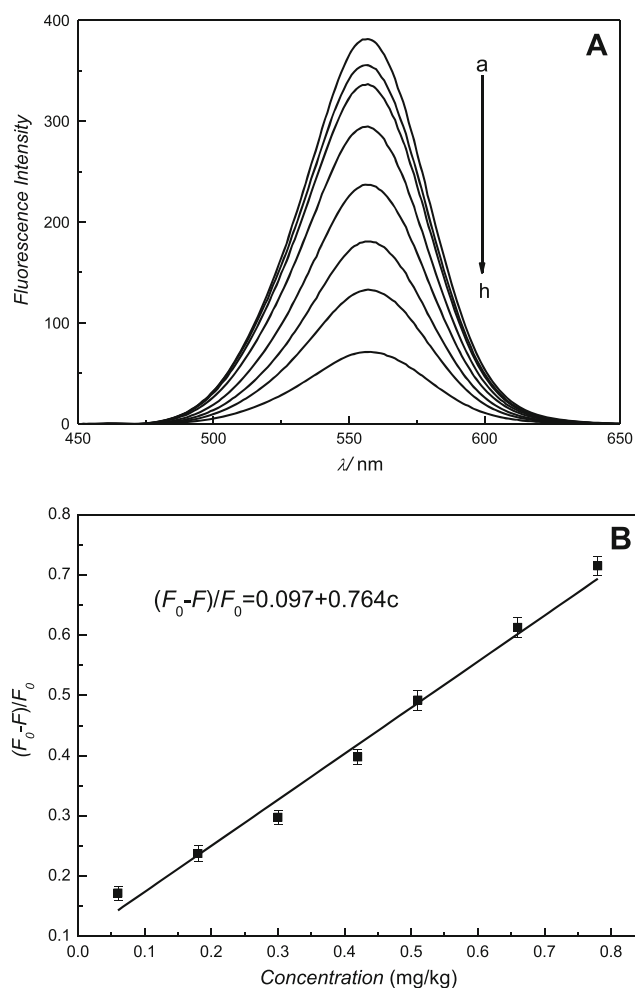 A
a
h
400
300
200
100
0
Fluorescence Intensity
450 500 550 600 650
λ/ nm
B
(F₀-F)/F₀=0.097+0.764c
0.8
0.7
0.6
0.5
0.4
0.3
0.2
0.1
(F₀-F)/F₀
0.0 0.1 0.2 0.3 0.4 0.5 0.6 0.7 0.8
Concentration (mg/kg)